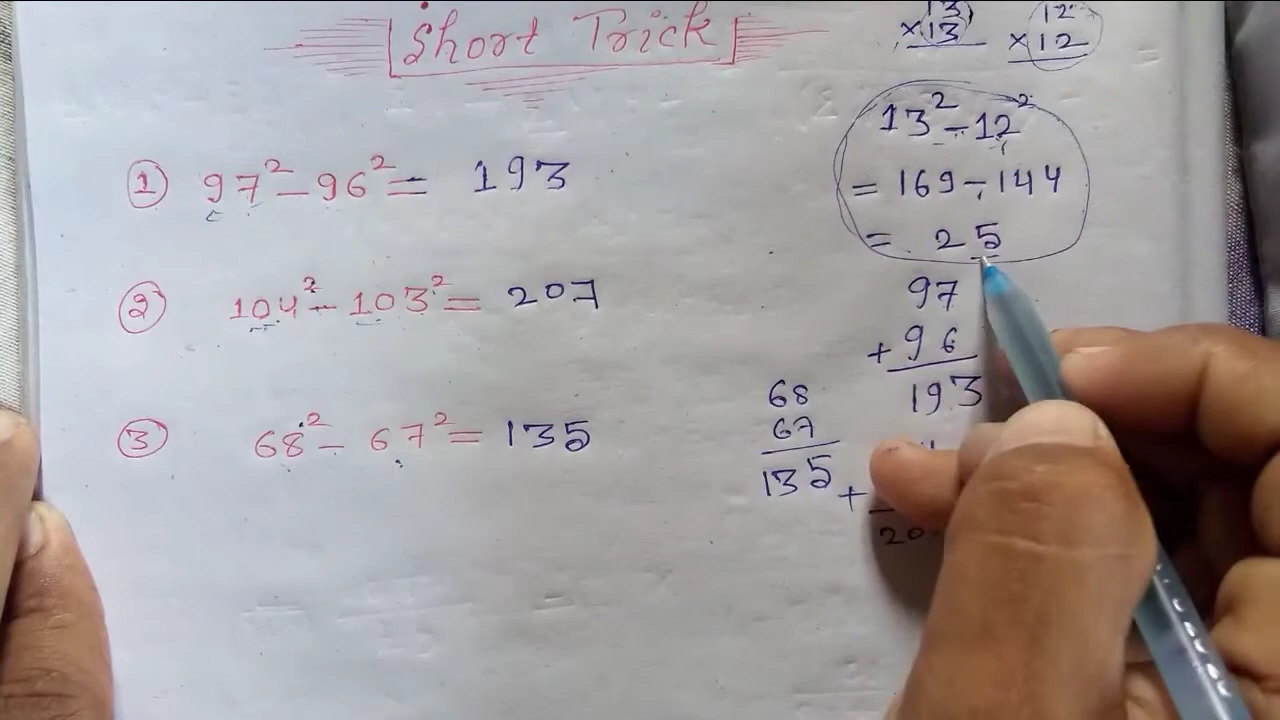 Short Trick
13
×13
12
×12
① 97² - 96² = 193
② 104² - 103² = 207
③ 68² - 67² = 135
13² - 12²
= 169 - 144
= 25
97
+ 96
193
68
67
135
+
20